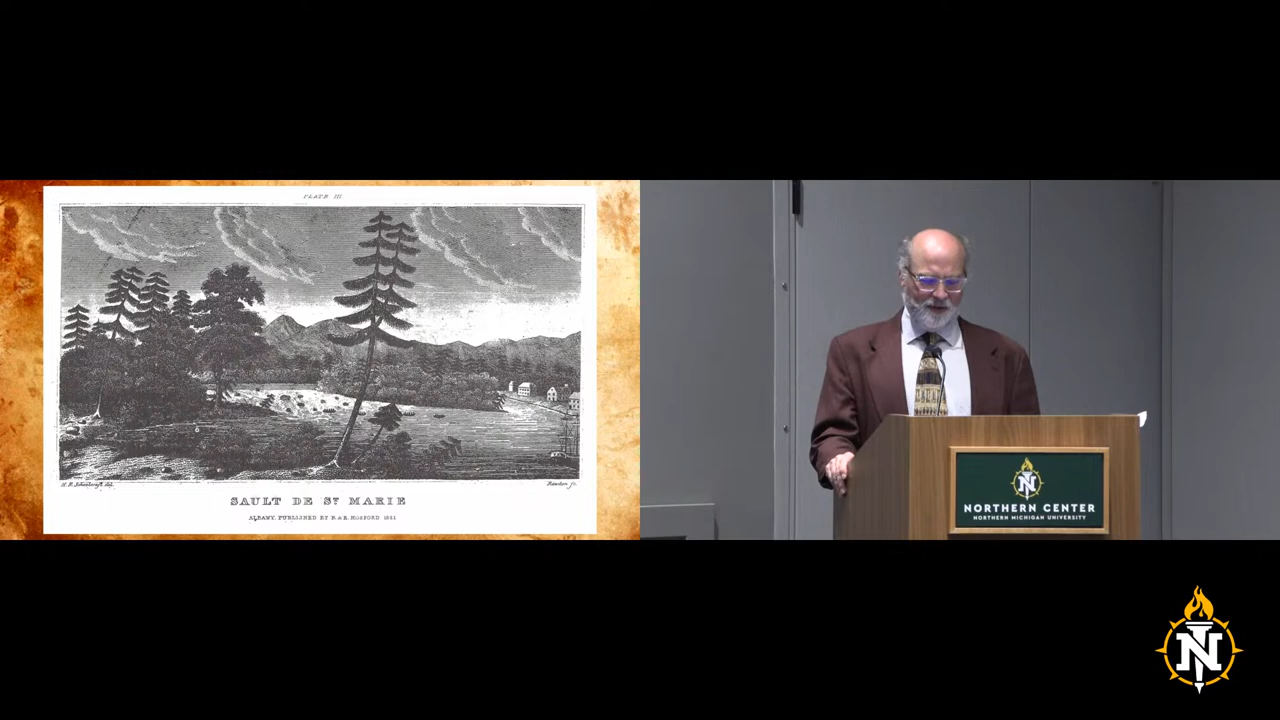 PLATE III
SAULT DE ST MARIE
ALBANY, PUBLISHED BY E. & E. HOSFORD 1821
N
NORTHERN CENTER
NORTHERN MICHIGAN UNIVERSITY
N